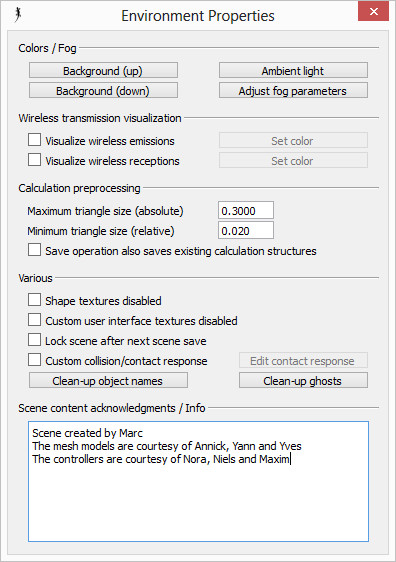 Environment Properties
Colors / Fog
Background (up) Ambient light
Background (down) Adjust fog parameters
Wireless transmission visualization
Visualize wireless emissions Set color
Visualize wireless receptions Set color
Calculation preprocessing
Maximum triangle size (absolute) 0.3000
Minimum triangle size (relative) 0.020
Save operation also saves existing calculation structures
Various
Shape textures disabled
Custom user interface textures disabled
Lock scene after next scene save
Custom collision/contact response Edit contact response
Clean-up object names Clean-up ghosts
Scene content acknowledgments / Info
Scene created by Marc
The mesh models are courtesy of Annick, Yann and Yves
The controllers are courtesy of Nora, Niels and Maxim